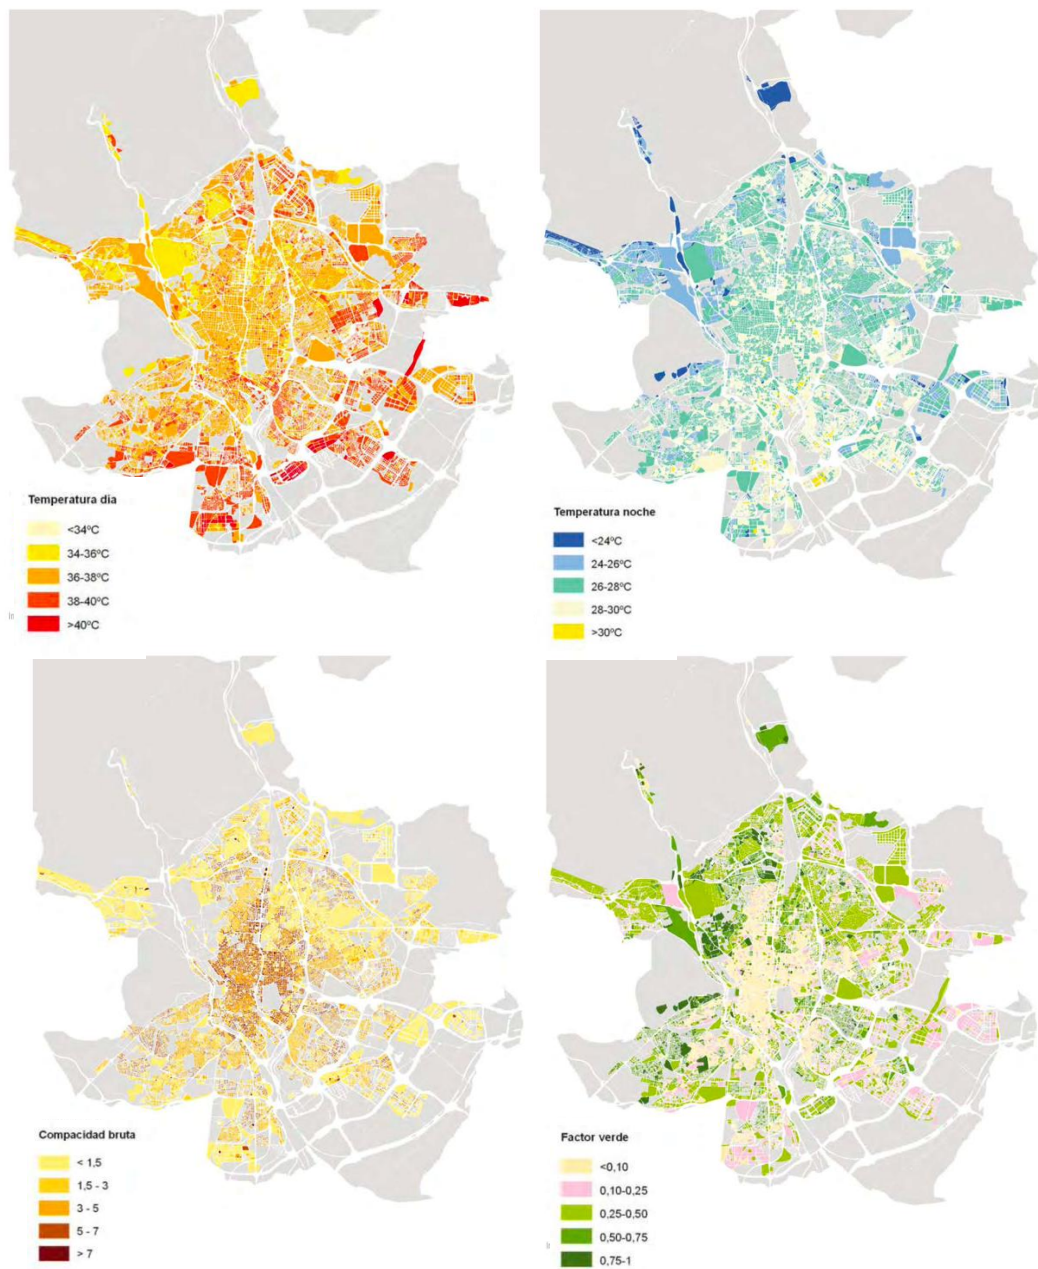 Temperatura dia
<34ºC
34-36ºC
36-38ºC
38-40ºC
>40ºC
Temperatura noche
<24ºC
24-26ºC
26-28ºC
28-30ºC
>30ºC
Compacidad bruta
< 1,5
1,5 - 3
3 - 5
5 - 7
> 7
Factor verde
<0,10
0,10-0,25
0,25-0,50
0,50-0,75
0,75-1